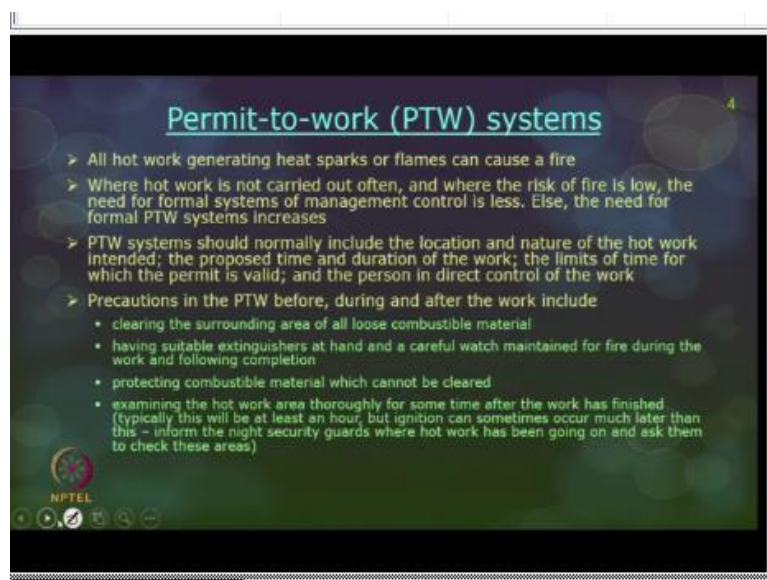 Permit-to-work (PTW) systems
4
➤ All hot work generating heat sparks or flames can cause a fire
➤ Where hot work is not carried out often, and where the risk of fire is low, the
need for formal systems of management control is less. Else, the need for
formal PTW systems increases
➤ PTW systems should normally include the location and nature of the hot work
intended; the proposed time and duration of the work; the limits of time for
which the permit is valid; and the person in direct control of the work
➤ Precautions in the PTW before, during and after the work include
• clearing the surrounding area of all loose combustible material
• having suitable extinguishers at hand and a careful watch maintained for fire during the
work and following completion
• protecting combustible material which cannot be cleared
• examining the hot work area thoroughly for some time after the work has finished
(typically this will be at least an hour, but ignition can sometimes occur much later than
this – inform the night security guards where hot work has been going on and ask them
to check these areas)
NPTEL